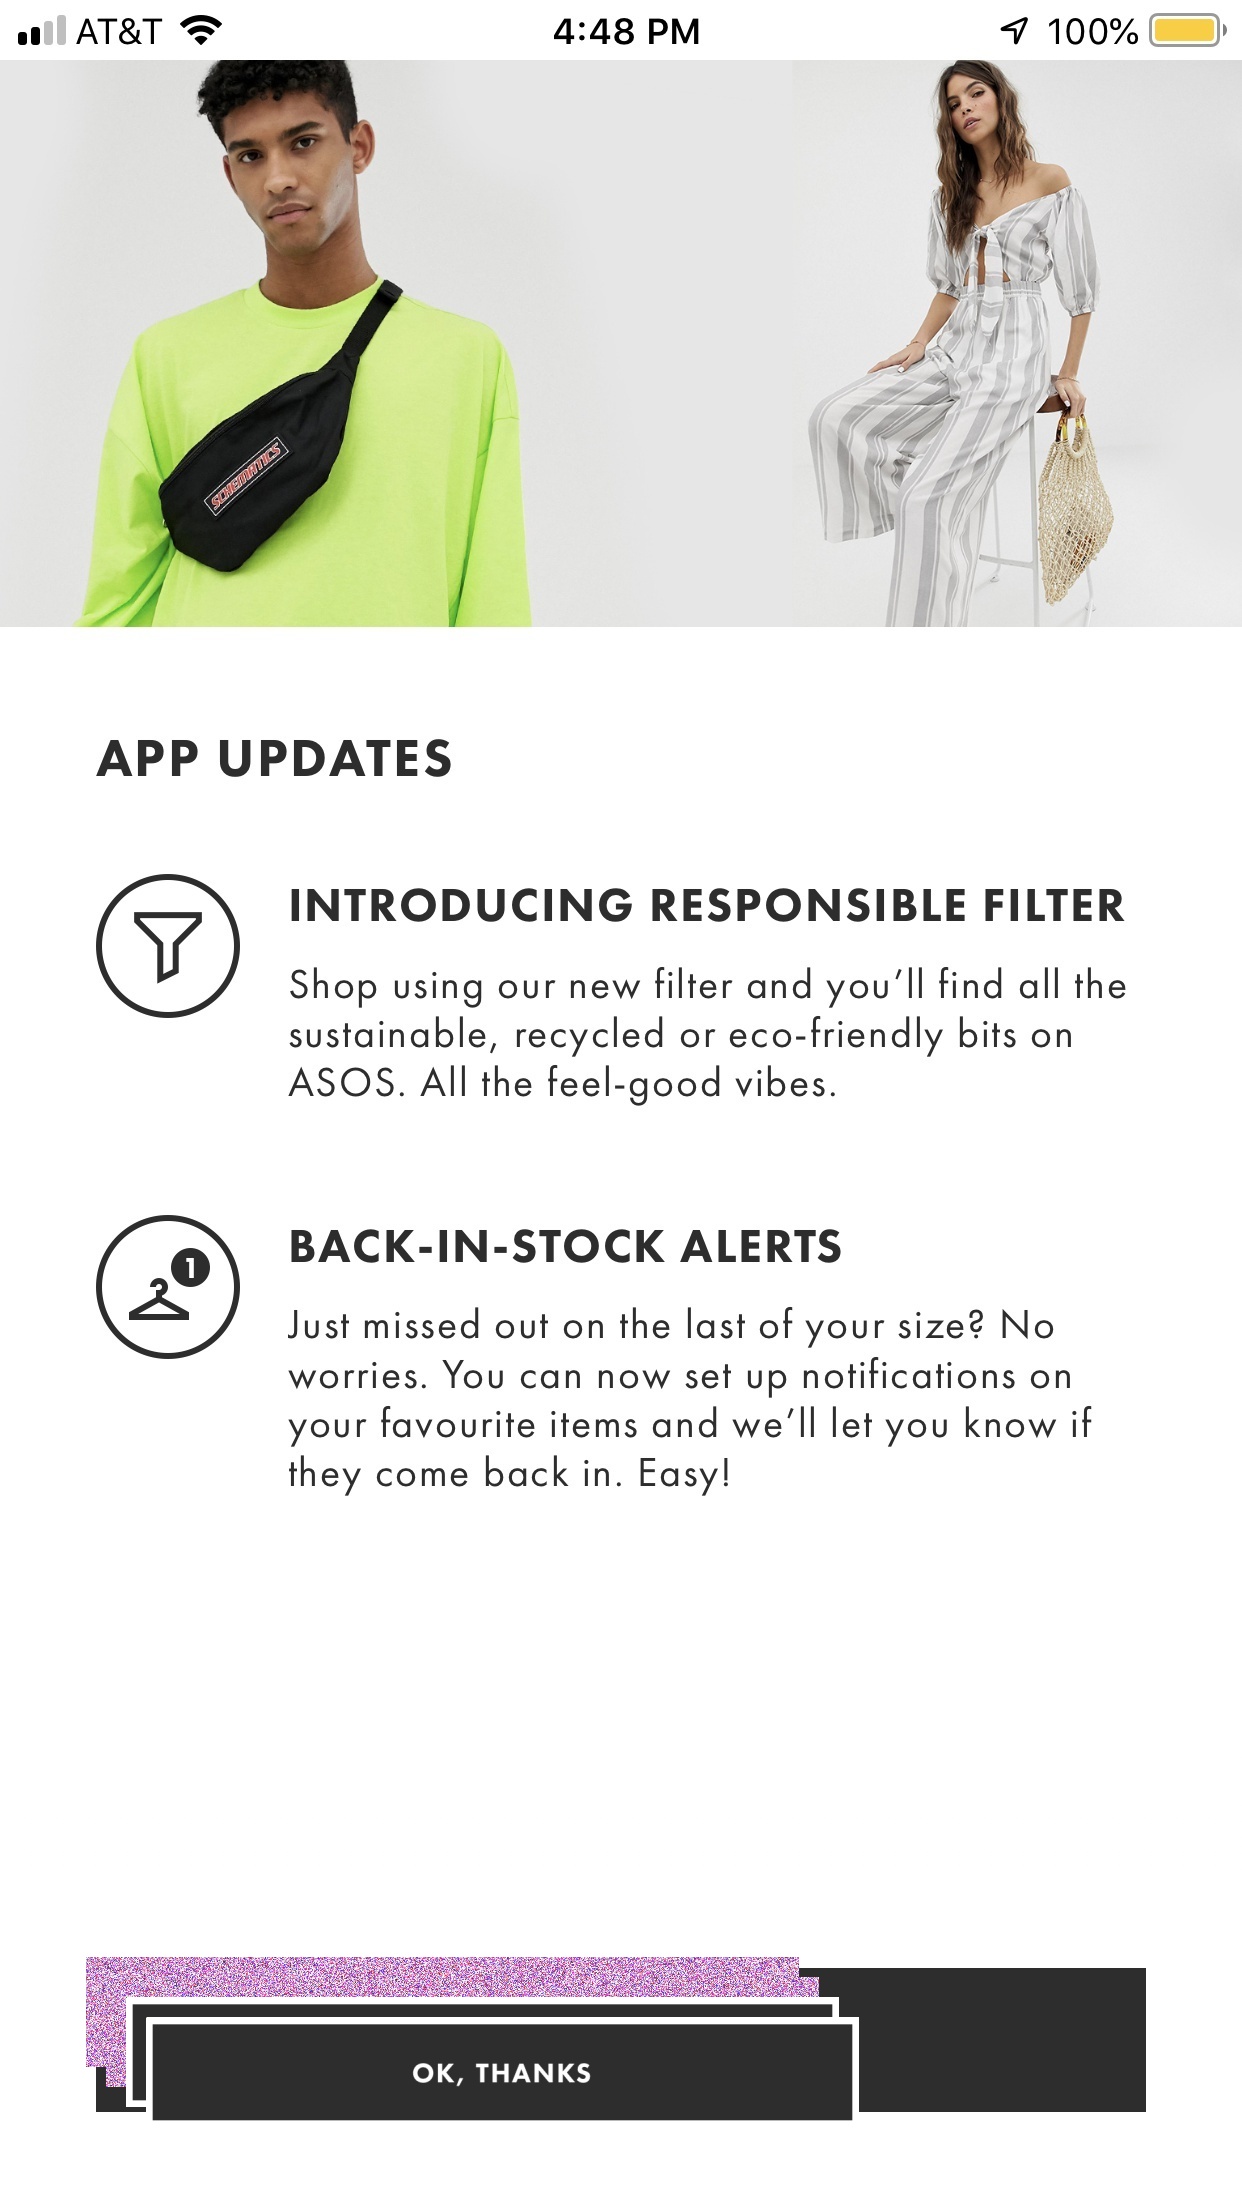 AT&T 4:48 PM 100%
SCHEMATICS
APP UPDATES
INTRODUCING RESPONSIBLE FILTER
Shop using our new filter and you’ll find all the
sustainable, recycled or eco-friendly bits on
ASOS. All the feel-good vibes.
1
BACK-IN-STOCK ALERTS
Just missed out on the last of your size? No
worries. You can now set up notifications on
your favourite items and we’ll let you know if
they come back in. Easy!
OK, THANKS